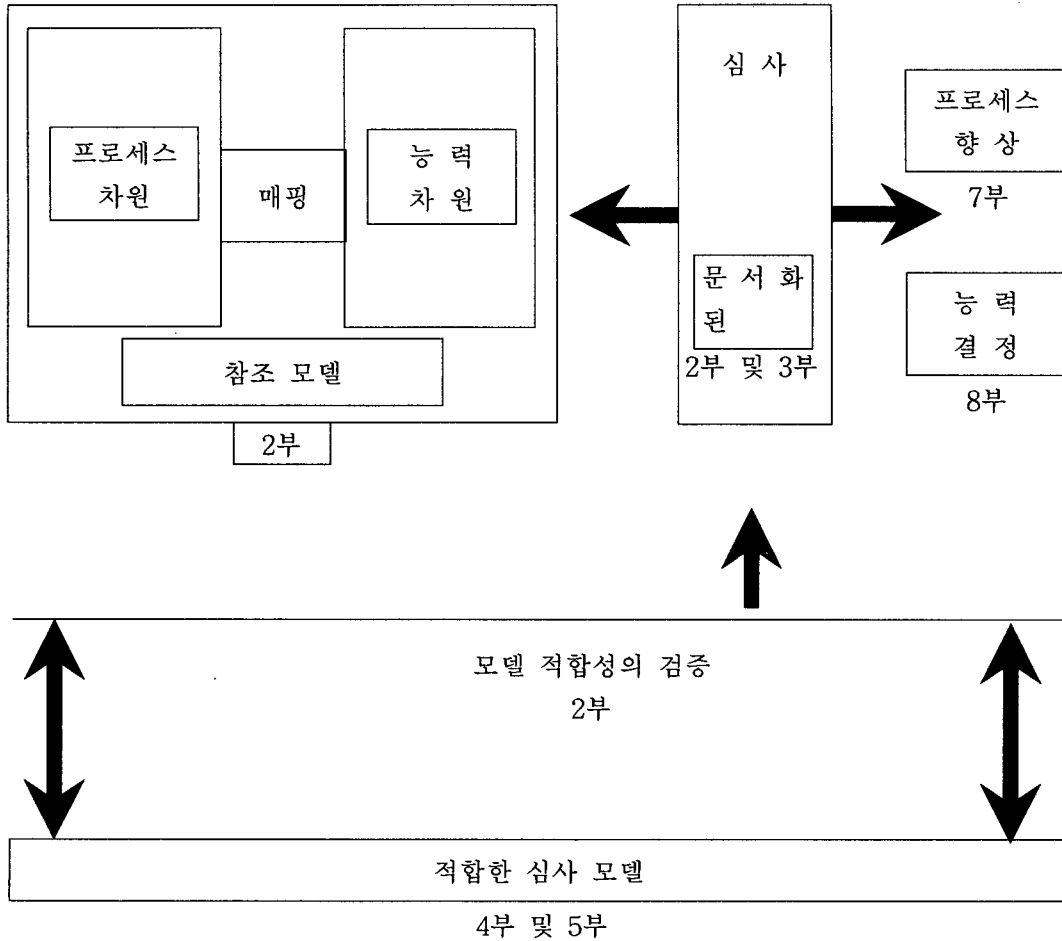 프로세스
차원
매핑
능 력
차 원
참조 모델
2부
심 사
문 서 화
된
2부 및 3부
프로세스
향 상
7부
능 력
결 정
8부
모델 적합성의 검증
2부
적합한 심사 모델
4부 및 5부